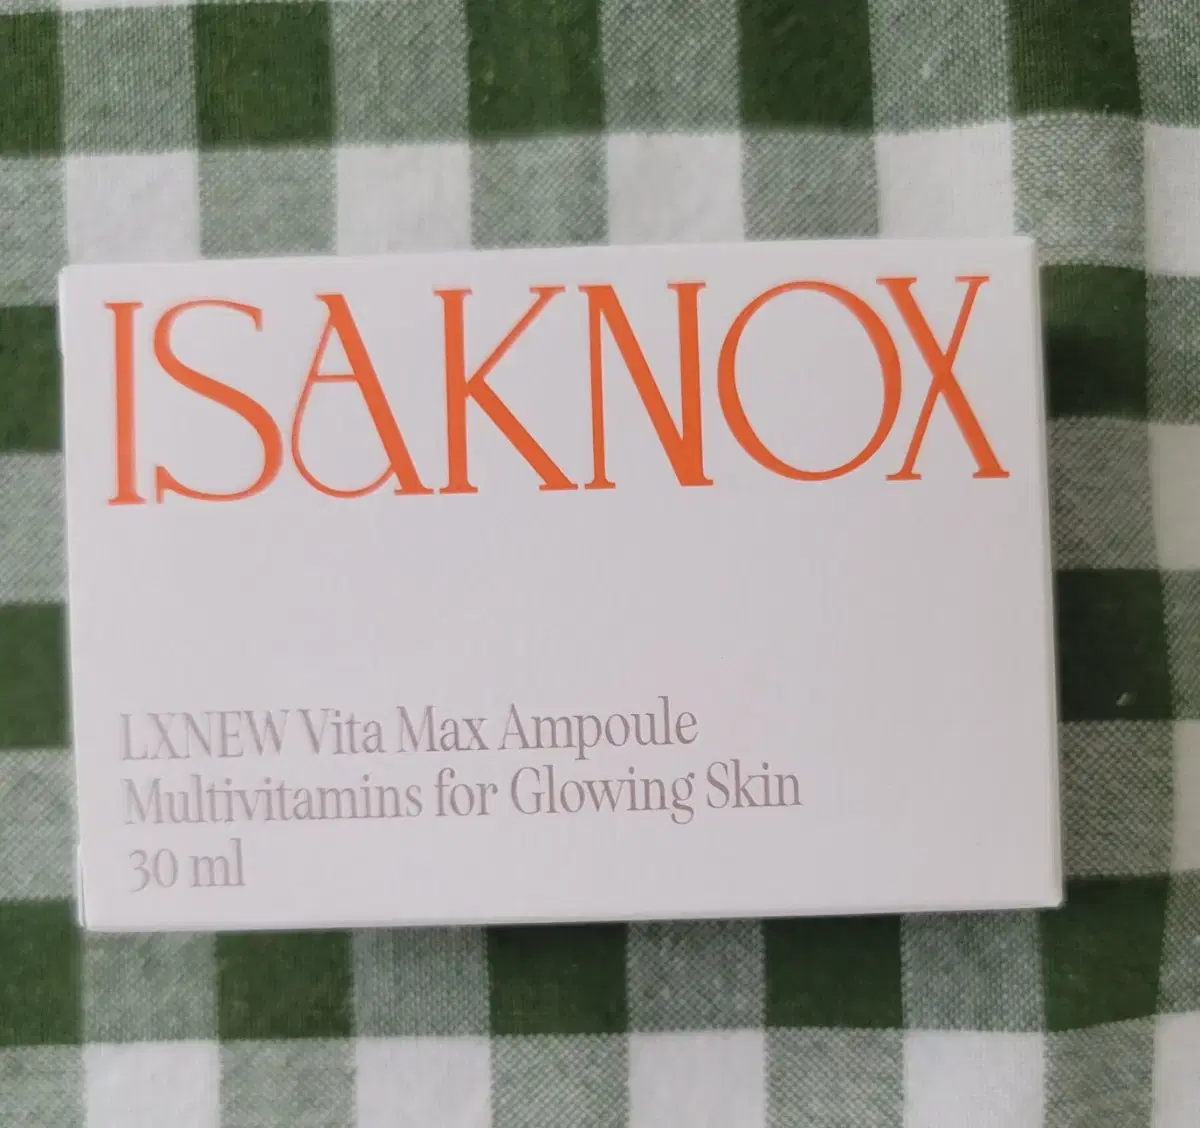 ISAKNOX
LXNEW Vita Max Ampoule
Multivitamins for Glowing Skin
30 ml